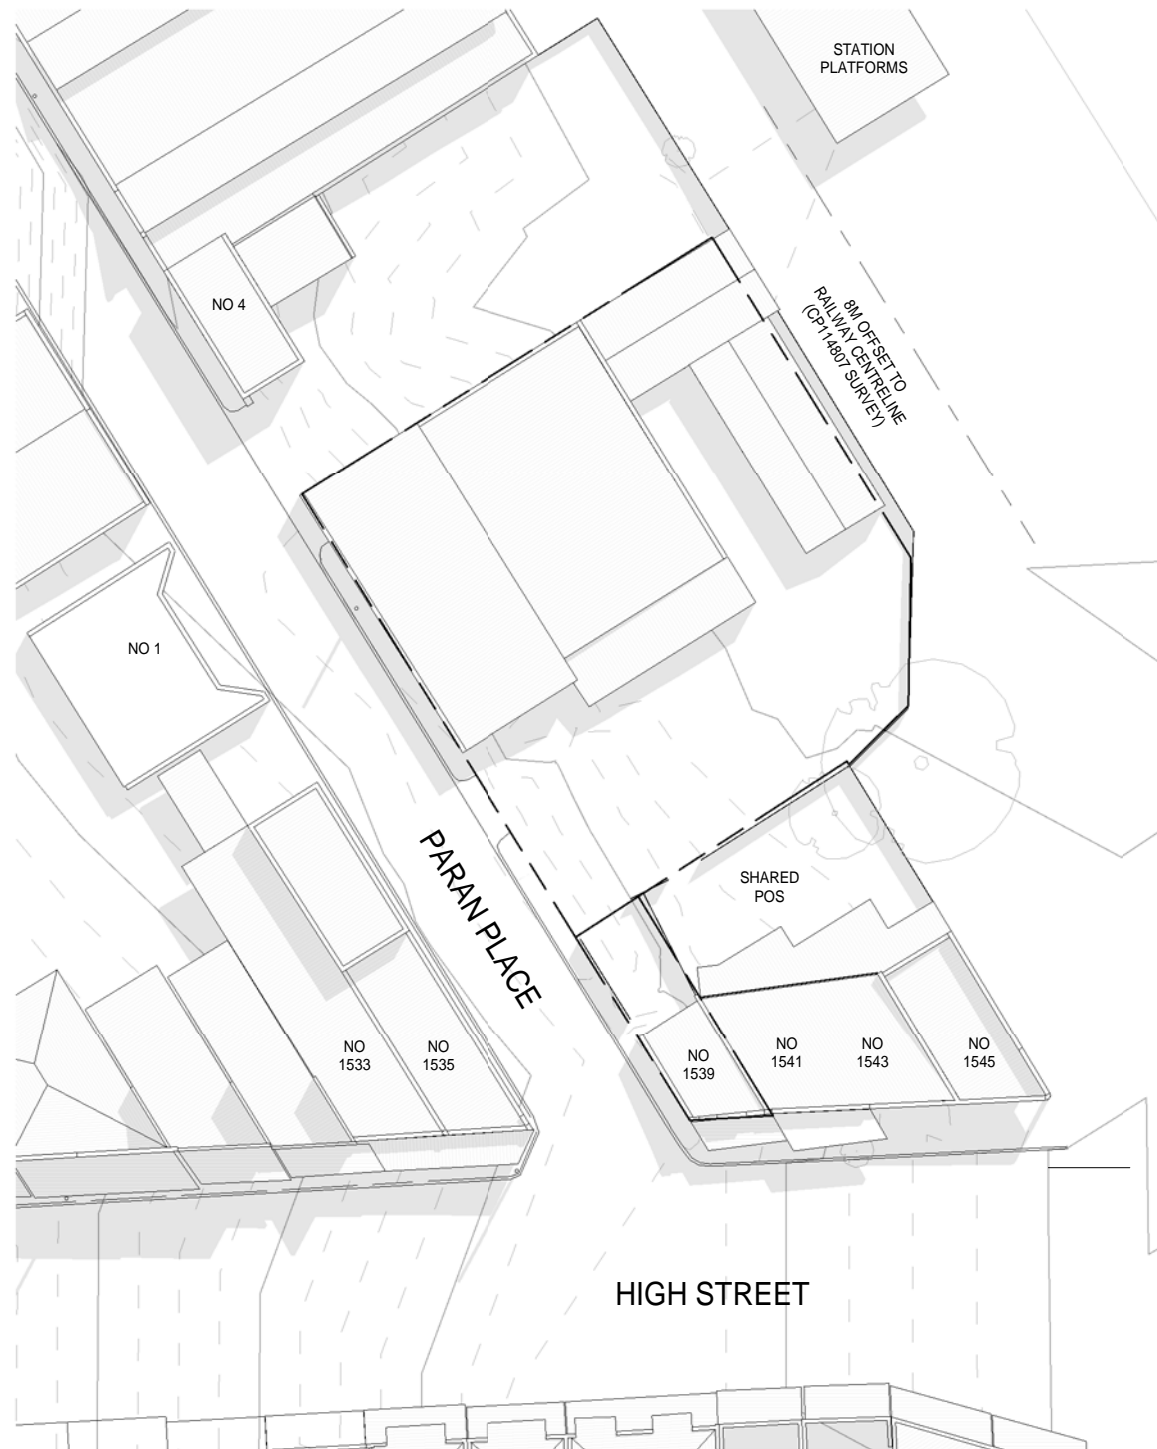 STATION
PLATFORMS
NO 4
8M OFFSET TO
RAILWAY CENTRELINE
(CP114807 SURVEY)
NO 1
PARAN PLACE
SHARED
POS
NO
1533
NO
1535
NO
1539
NO
1541
NO
1543
NO
1545
HIGH STREET